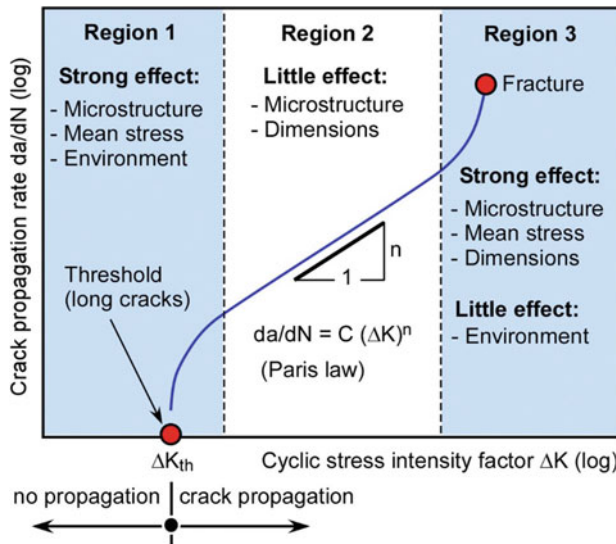 Region 1
Region 2
Region 3
Strong effect:
- Microstructure
- Mean stress
- Environment
Little effect:
- Microstructure
- Dimensions
Fracture
Strong effect:
- Microstructure
- Mean stress
- Dimensions
Little effect:
- Environment
Threshold
(long cracks)
n
1
da/dN = C (ΔK)ⁿ
(Paris law)
Crack propagation rate da/dN (log)
ΔKth
Cyclic stress intensity factor ΔK (log)
no propagation
crack propagation